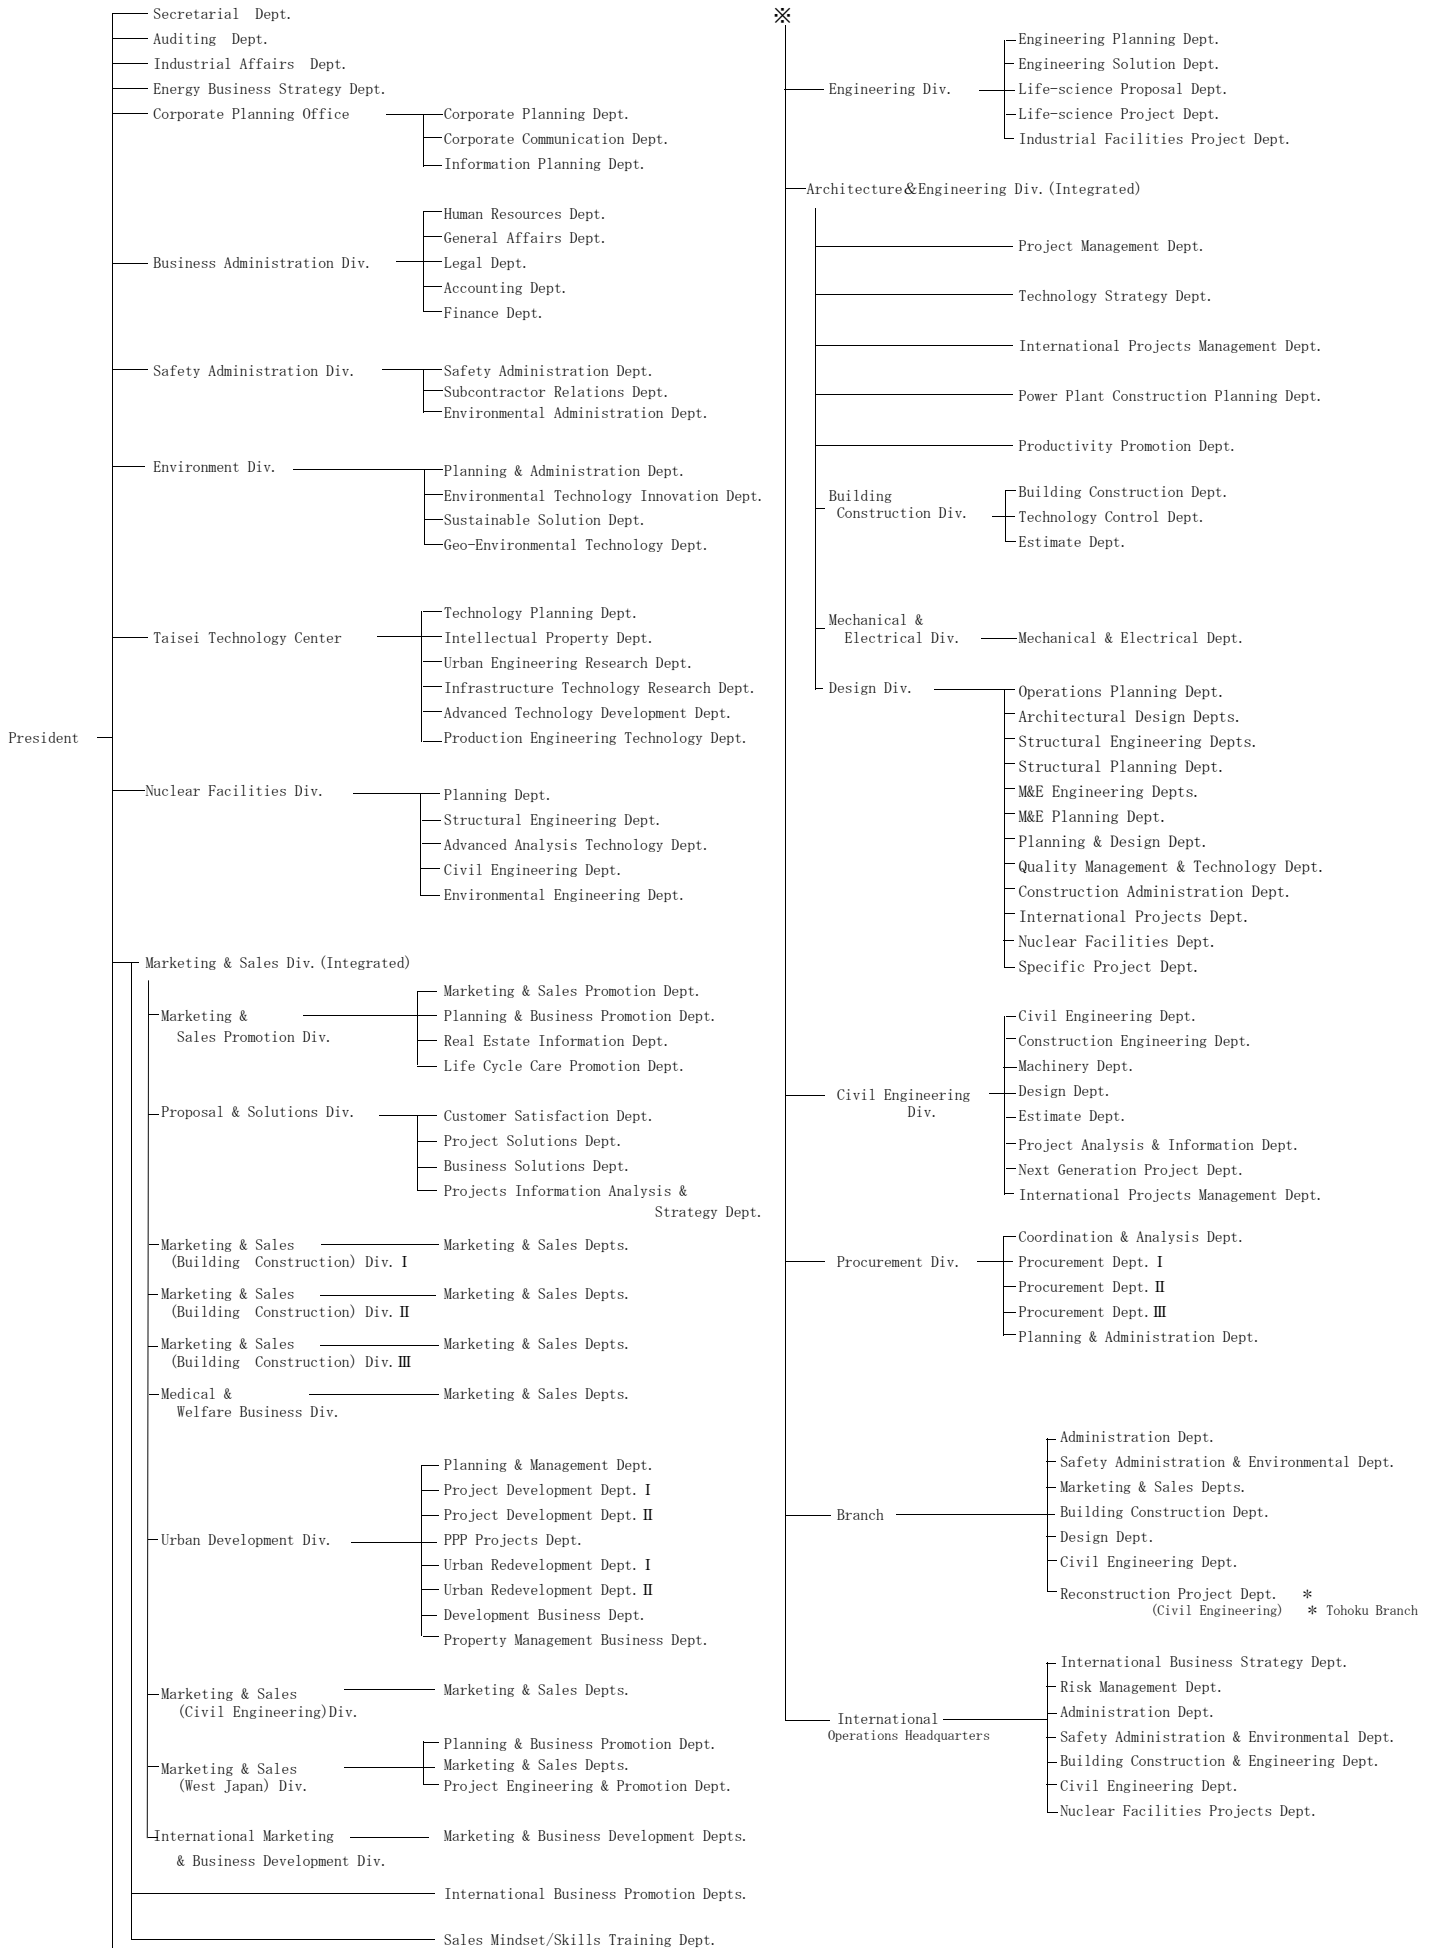 President
Secretarial Dept.
Auditing Dept.
Industrial Affairs Dept.
Energy Business Strategy Dept.
Corporate Planning Office
Corporate Planning Dept.
Corporate Communication Dept.
Information Planning Dept.
Business Administration Div.
Human Resources Dept.
General Affairs Dept.
Legal Dept.
Accounting Dept.
Finance Dept.
Safety Administration Div.
Safety Administration Dept.
Subcontractor Relations Dept.
Environmental Administration Dept.
Environment Div.
Planning & Administration Dept.
Environmental Technology Innovation Dept.
Sustainable Solution Dept.
Geo-Environmental Technology Dept.
Taisei Technology Center
Technology Planning Dept.
Intellectual Property Dept.
Urban Engineering Research Dept.
Infrastructure Technology Research Dept.
Advanced Technology Development Dept.
Production Engineering Technology Dept.
Nuclear Facilities Div.
Planning Dept.
Structural Engineering Dept.
Advanced Analysis Technology Dept.
Civil Engineering Dept.
Environmental Engineering Dept.
Marketing & Sales Div.(Integrated)
Marketing &
Sales Promotion Div.
Marketing & Sales Promotion Dept.
Planning & Business Promotion Dept.
Real Estate Information Dept.
Life Cycle Care Promotion Dept.
Proposal & Solutions Div.
Customer Satisfaction Dept.
Project Solutions Dept.
Business Solutions Dept.
Projects Information Analysis &
Strategy Dept.
Marketing & Sales
(Building Construction) Div.Ⅰ
Marketing & Sales Depts.
Marketing & Sales
(Building Construction) Div.Ⅱ
Marketing & Sales Depts.
Marketing & Sales
(Building Construction) Div.Ⅲ
Marketing & Sales Depts.
Medical &
Welfare Business Div.
Marketing & Sales Depts.
Urban Development Div.
Planning & Management Dept.
Project Development Dept.Ⅰ
Project Development Dept.Ⅱ
PPP Projects Dept.
Urban Redevelopment Dept.Ⅰ
Urban Redevelopment Dept.Ⅱ
Development Business Dept.
Property Management Business Dept.
Marketing & Sales
(Civil Engineering)Div.
Marketing & Sales Depts.
Marketing & Sales
(West Japan) Div.
Planning & Business Promotion Dept.
Marketing & Sales Depts.
Project Engineering & Promotion Dept.
International Marketing
& Business Development Div.
Marketing & Business Development Depts.
International Business Promotion Depts.
Sales Mindset/Skills Training Dept.
※
Engineering Div.
Engineering Planning Dept.
Engineering Solution Dept.
Life-science Proposal Dept.
Life-science Project Dept.
Industrial Facilities Project Dept.
Architecture＆Engineering Div.(Integrated)
Project Management Dept.
Technology Strategy Dept.
International Projects Management Dept.
Power Plant Construction Planning Dept.
Productivity Promotion Dept.
Building
Construction Div.
Building Construction Dept.
Technology Control Dept.
Estimate Dept.
Mechanical &
Electrical Div.
Mechanical & Electrical Dept.
Design Div.
Operations Planning Dept.
Architectural Design Depts.
Structural Engineering Depts.
Structural Planning Dept.
M&E Engineering Depts.
M&E Planning Dept.
Planning & Design Dept.
Quality Management & Technology Dept.
Construction Administration Dept.
International Projects Dept.
Nuclear Facilities Dept.
Specific Project Dept.
Civil Engineering
Div.
Civil Engineering Dept.
Construction Engineering Dept.
Machinery Dept.
Design Dept.
Estimate Dept.
Project Analysis & Information Dept.
Next Generation Project Dept.
International Projects Management Dept.
Procurement Div.
Coordination & Analysis Dept.
Procurement Dept.Ⅰ
Procurement Dept.Ⅱ
Procurement Dept.Ⅲ
Planning & Administration Dept.
Branch
Administration Dept.
Safety Administration & Environmental Dept.
Marketing & Sales Depts.
Building Construction Dept.
Design Dept.
Civil Engineering Dept.
Reconstruction Project Dept. ＊
(Civil Engineering) ＊ Tohoku Branch
International
Operations Headquarters
International Business Strategy Dept.
Risk Management Dept.
Administration Dept.
Safety Administration & Environmental Dept.
Building Construction & Engineering Dept.
Civil Engineering Dept.
Nuclear Facilities Projects Dept.